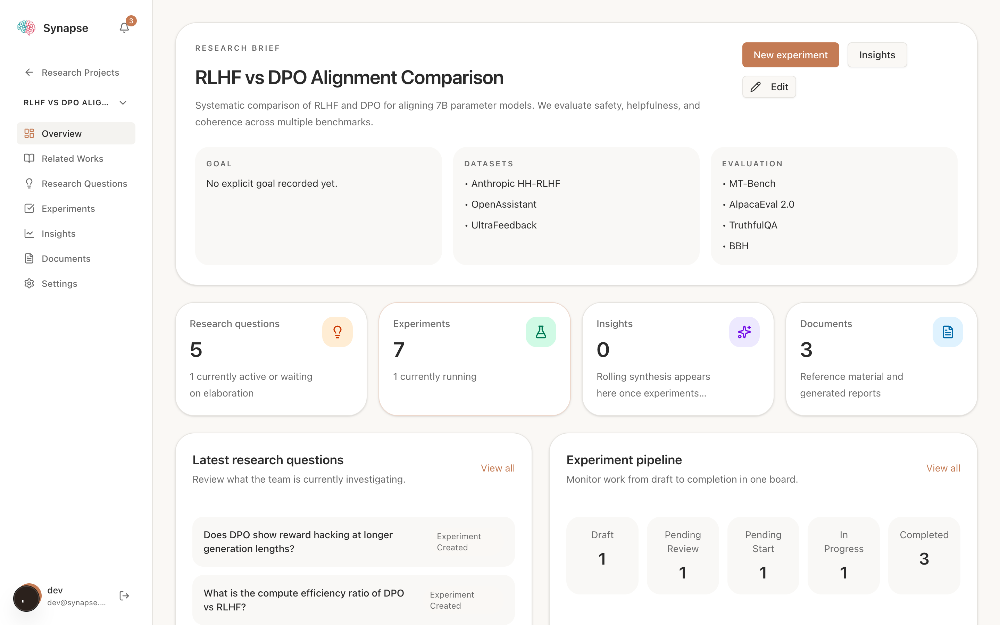 Synapse
3
Research Projects
RLHF VS DPO ALIG...
Overview
Related Works
Research Questions
Experiments
Insights
Documents
Settings
dev
dev@synapse....
RESEARCH BRIEF
RLHF vs DPO Alignment Comparison
Systematic comparison of RLHF and DPO for aligning 7B parameter models. We evaluate safety, helpfulness, and
coherence across multiple benchmarks.
New experiment
Insights
Edit
GOAL
No explicit goal recorded yet.
DATASETS
• Anthropic HH-RLHF
• OpenAssistant
• UltraFeedback
EVALUATION
• MT-Bench
• AlpacaEval 2.0
• TruthfulQA
• BBH
Research questions
5
1 currently active or waiting
on elaboration
Experiments
7
1 currently running
Insights
0
Rolling synthesis appears
here once experiments...
Documents
3
Reference material and
generated reports
Latest research questions
Review what the team is currently investigating.
View all
Does DPO show reward hacking at longer
generation lengths?
Experiment
Created
What is the compute efficiency ratio of DPO
vs RLHF?
Experiment
Created
Experiment pipeline
Monitor work from draft to completion in one board.
View all
Draft
1
Pending
Review
1
Pending
Start
1
In
Progress
1
Completed
3